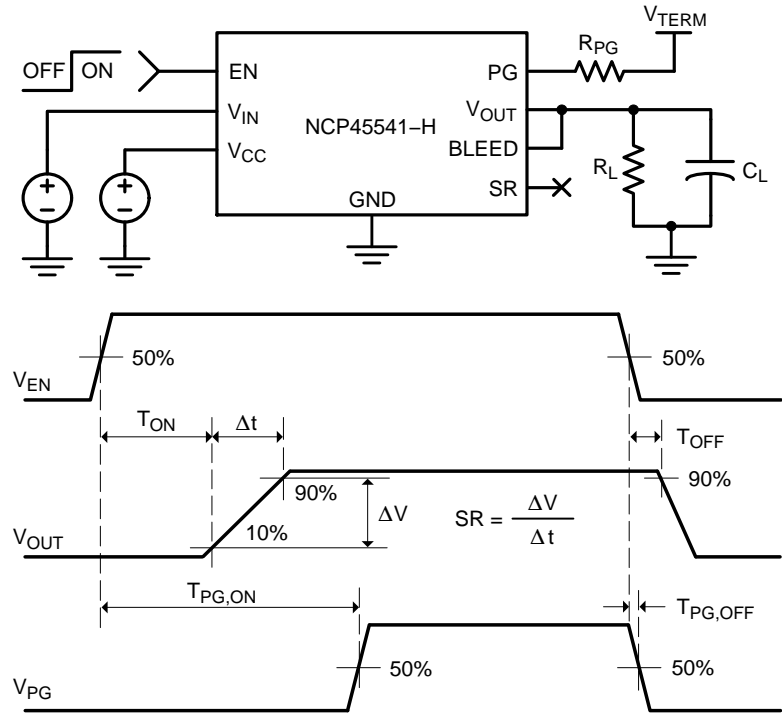 V_TERM
R_PG
OFF ON
EN
PG
V_IN
V_OUT
NCP45541−H
V_CC
BLEED
R_L
C_L
SR
GND
+
−
+
−
50%
50%
V_EN
T_ON
Δt
T_OFF
90%
90%
ΔV
SR = ΔV
Δt
10%
V_OUT
T_PG,ON
T_PG,OFF
50%
50%
V_PG